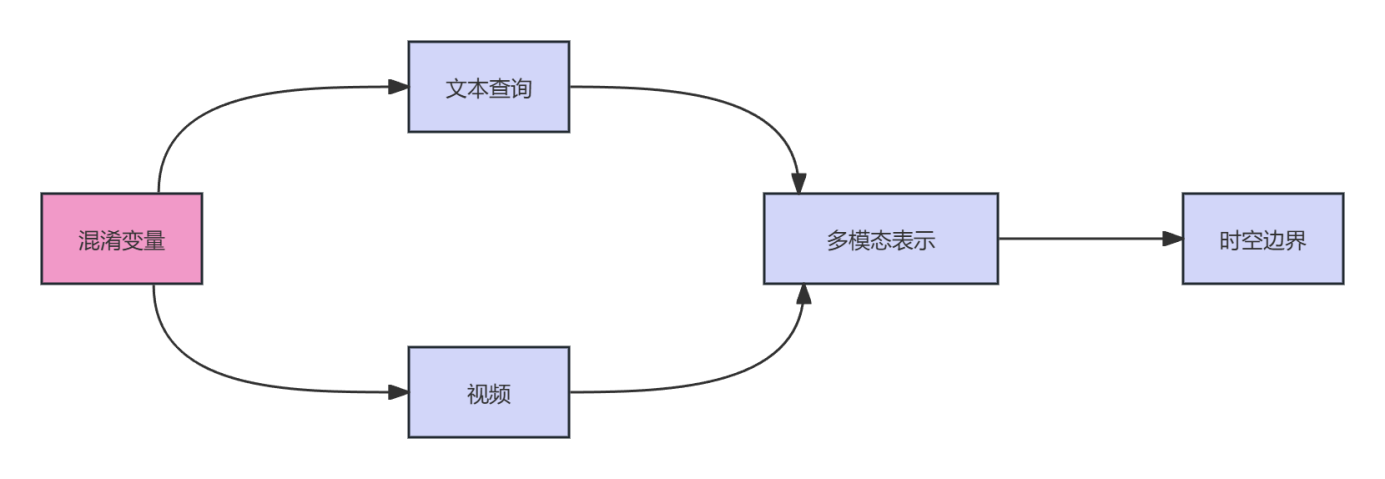 文本查询
混淆变量
多模态表示
时空边界
视频